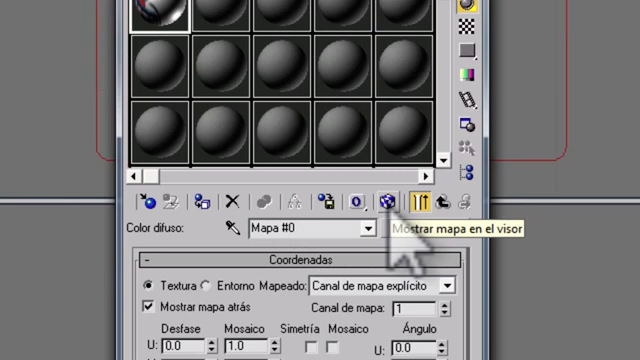 0
Color difuso:
Mapa #0
Mostrar mapa en el visor
- Coordenadas
Textura Entorno Mapeado: Canal de mapa explícito
Mostrar mapa atrás Canal de mapa: 1
Desfase Mosaico Simetría Mosaico Ángulo
U: 0.0 1.0 U: 0.0